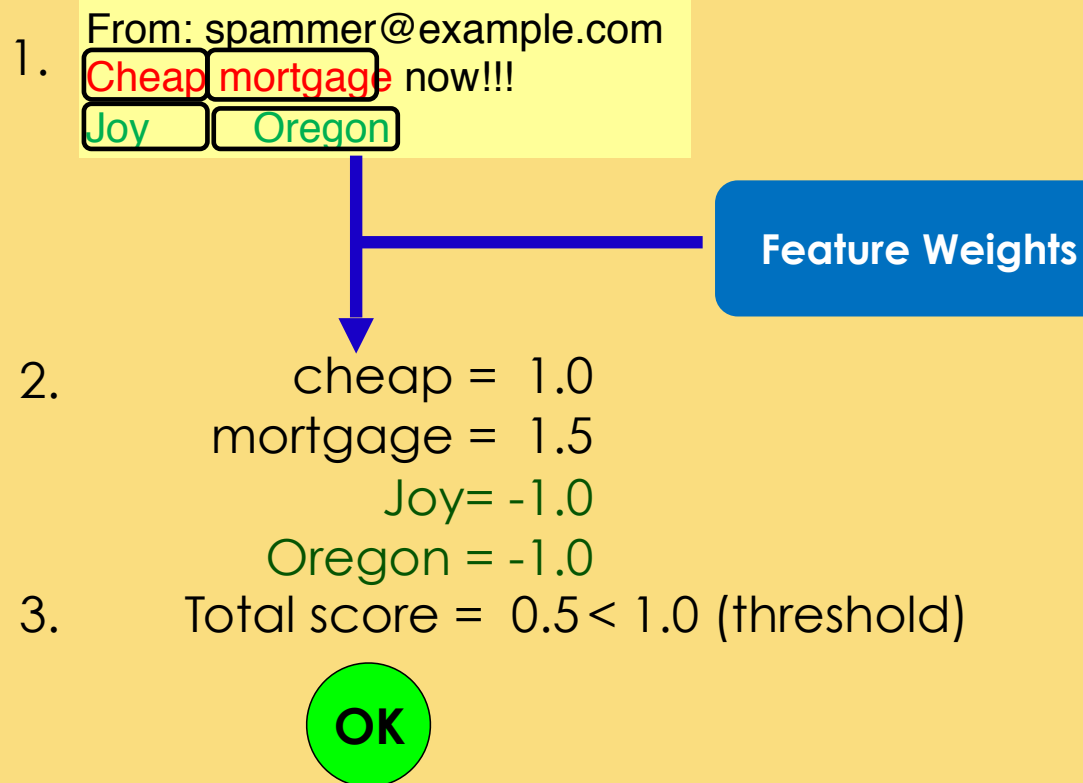 1.
From: spammer@example.com
Cheap mortgage now!!!
Joy Oregon
Feature Weights
2.
cheap = 1.0
mortgage = 1.5
Joy= -1.0
Oregon = -1.0
3.
Total score = 0.5 < 1.0 (threshold)
OK